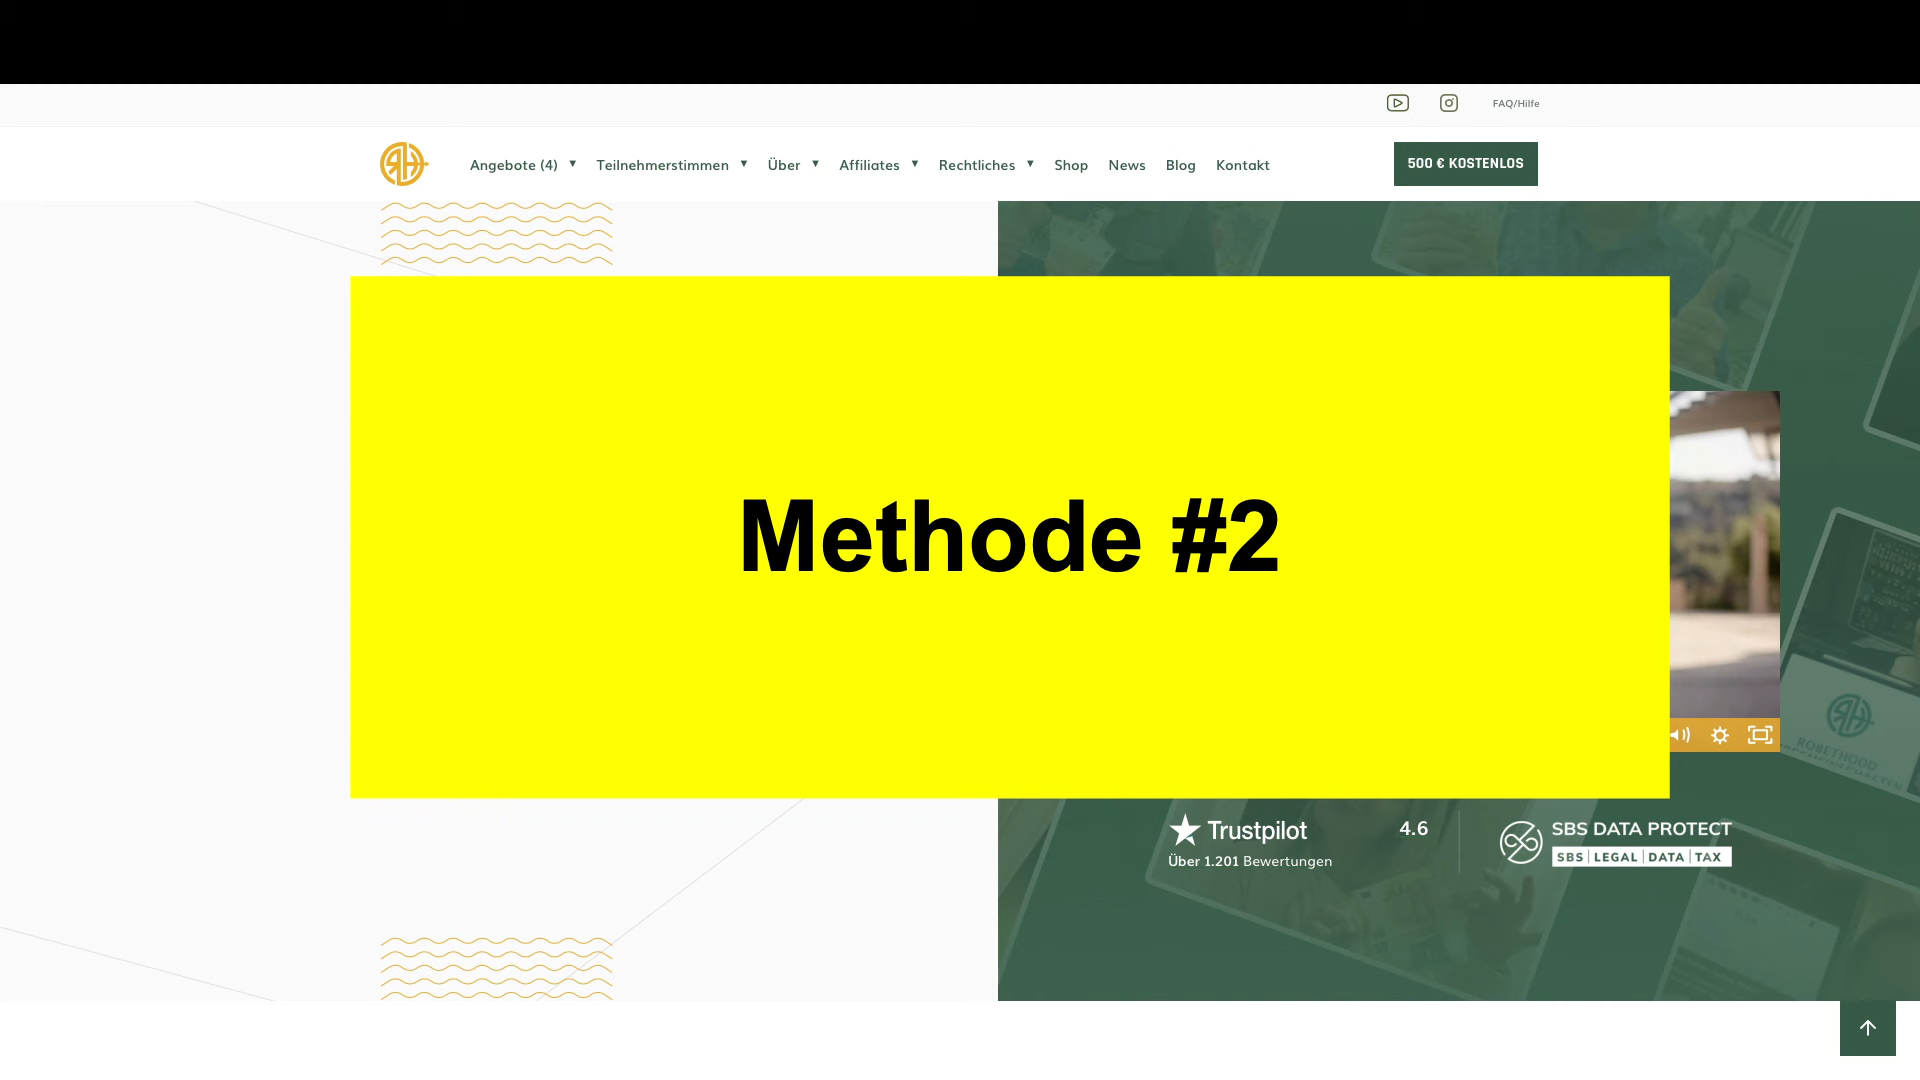 FAQ/Hilfe
Angebote (4) ▼ Teilnehmerstimmen ▼ Über ▼ Affiliates ▼ Rechtliches ▼ Shop News Blog Kontakt
500 € KOSTENLOS
Methode #2
ROBETHOOD
Trustpilot 4.6
Über 1.201 Bewertungen
SBS DATA PROTECT
SBS | LEGAL | DATA | TAX